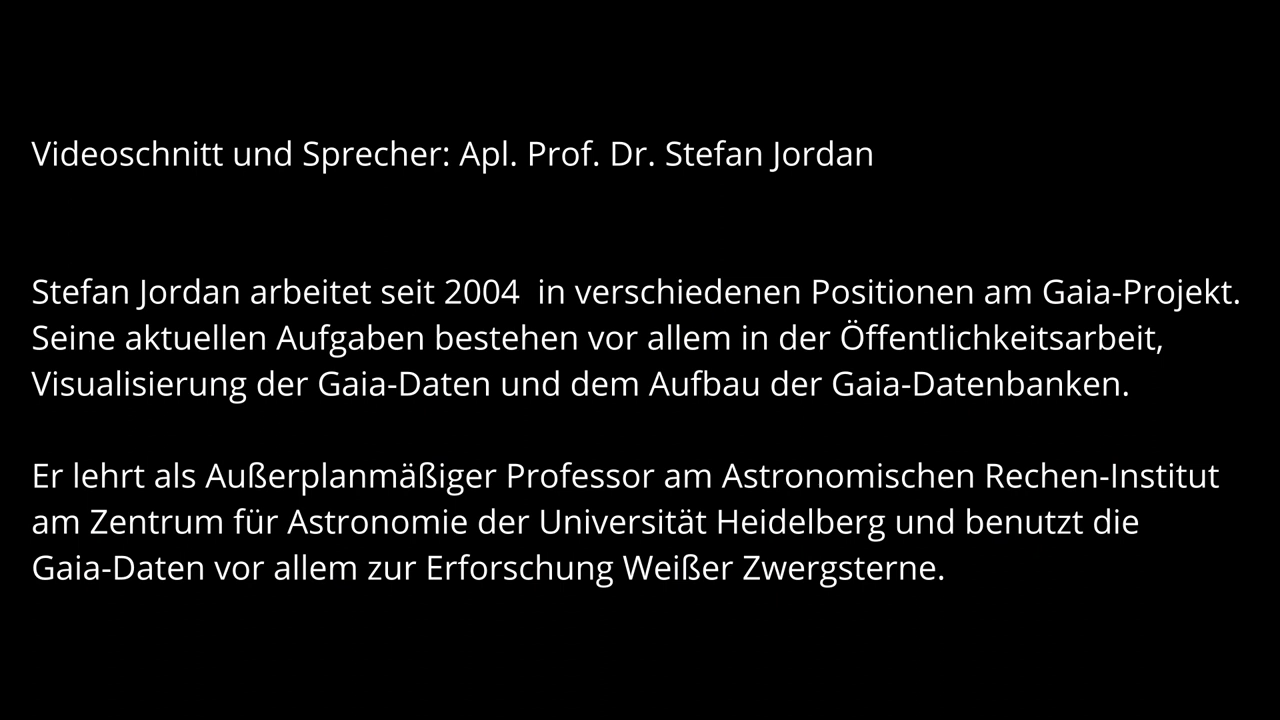 Videoschnitt und Sprecher: Apl. Prof. Dr. Stefan Jordan
Stefan Jordan arbeitet seit 2004  in verschiedenen Positionen am Gaia-Projekt.
Seine aktuellen Aufgaben bestehen vor allem in der Öffentlichkeitsarbeit,
Visualisierung der Gaia-Daten und dem Aufbau der Gaia-Datenbanken.
Er lehrt als Außerplanmäßiger Professor am Astronomischen Rechen-Institut
am Zentrum für Astronomie der Universität Heidelberg und benutzt die
Gaia-Daten vor allem zur Erforschung Weißer Zwergsterne.